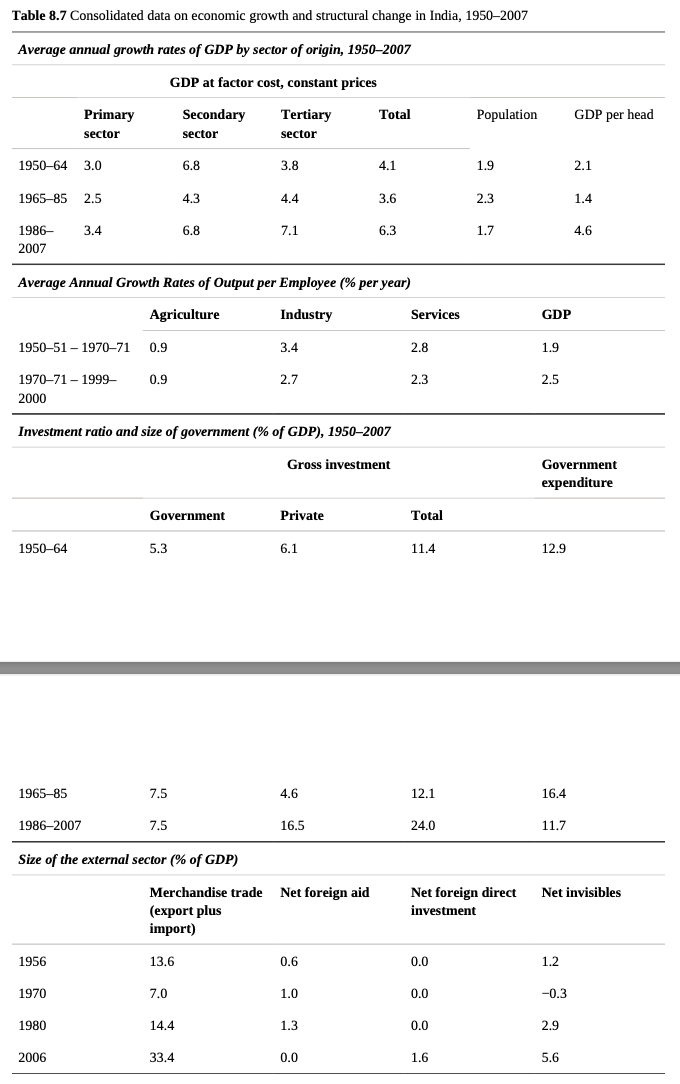 Table 8.7 Consolidated data on economic growth and structural change in India, 1950–2007
Average annual growth rates of GDP by sector of origin, 1950–2007
GDP at factor cost, constant prices
Primary sector Secondary sector Tertiary sector Total Population GDP per head
1950–64 3.0 6.8 3.8 4.1 1.9 2.1
1965–85 2.5 4.3 4.4 3.6 2.3 1.4
1986–2007 3.4 6.8 7.1 6.3 1.7 4.6
Average Annual Growth Rates of Output per Employee (% per year)
Agriculture Industry Services GDP
1950–51 – 1970–71 0.9 3.4 2.8 1.9
1970–71 – 1999–2000 0.9 2.7 2.3 2.5
Investment ratio and size of government (% of GDP), 1950–2007
Gross investment Government expenditure
Government Private Total
1950–64 5.3 6.1 11.4 12.9
1965–85 7.5 4.6 12.1 16.4
1986–2007 7.5 16.5 24.0 11.7
Size of the external sector (% of GDP)
Merchandise trade (export plus import) Net foreign aid Net foreign direct investment Net invisibles
1956 13.6 0.6 0.0 1.2
1970 7.0 1.0 0.0 −0.3
1980 14.4 1.3 0.0 2.9
2006 33.4 0.0 1.6 5.6